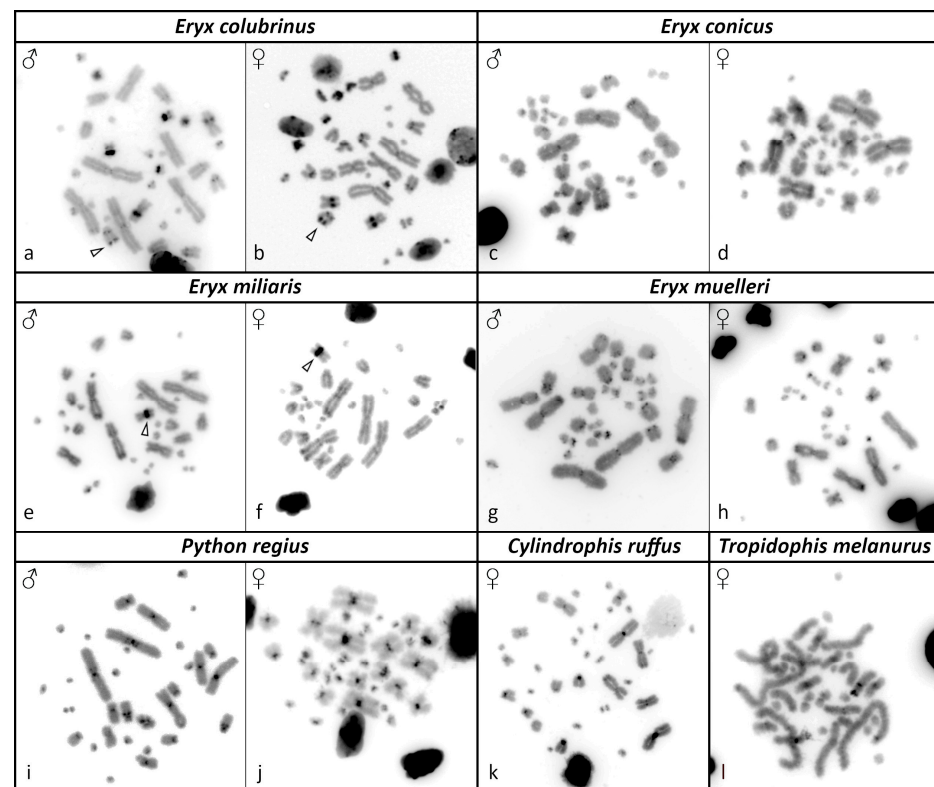 Eryx colubrinus
Eryx conicus
♂
♀
♂
♀
a
b
c
d
Eryx miliaris
Eryx muelleri
♂
♀
♂
♀
e
f
g
h
Python regius
Cylindrophis ruffus
Tropidophis melanurus
♂
♀
♀
♀
i
j
k
l